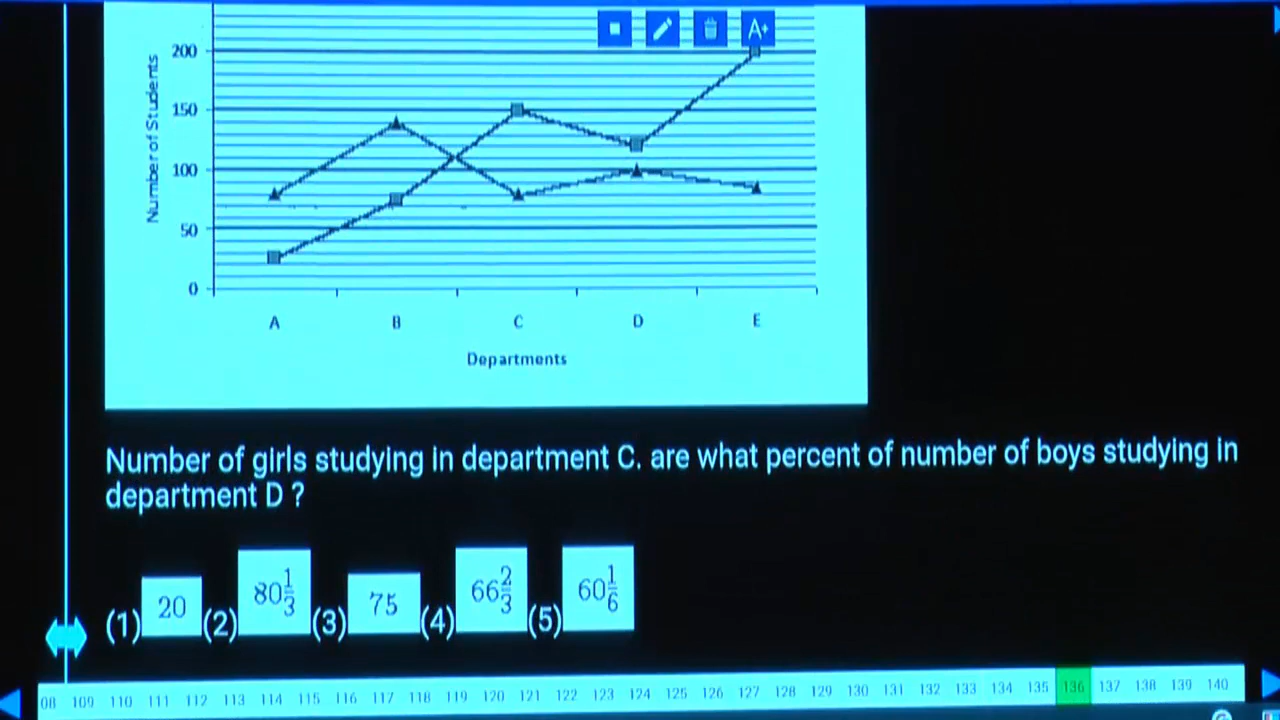 A+
200
150
100
50
0
Number of Students
A B C D E
Departments
Number of girls studying in department C. are what percent of number of boys studying in
department D ?
(1) 20 (2) 80 1/3 (3) 75 (4) 66 2/3 (5) 60 1/6
08 109 110 111 112 113 114 115 116 117 118 119 120 121 122 123 124 125 126 127 128 129 130 131 132 133 134 135 136 137 138 139 140